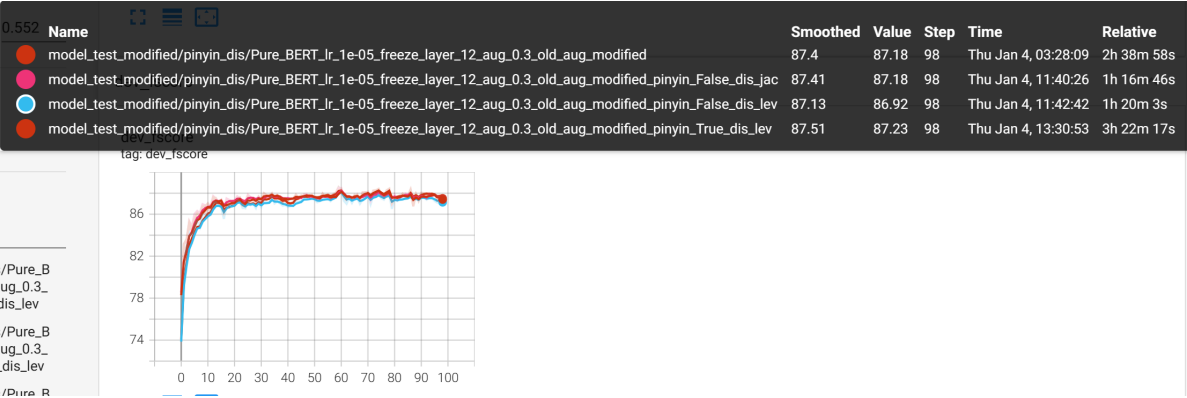 0.552
Name Smoothed Value Step Time Relative
model_test_modified/pinyin_dis/Pure_BERT_lr_1e-05_freeze_layer_12_aug_0.3_old_aug_modified 87.4 87.18 98 Thu Jan 4, 03:28:09 2h 38m 58s
model_test_modified/pinyin_dis/Pure_BERT_lr_1e-05_freeze_layer_12_aug_0.3_old_aug_modified_pinyin_False_dis_jac 87.41 87.18 98 Thu Jan 4, 11:40:26 1h 16m 46s
model_test_modified/pinyin_dis/Pure_BERT_lr_1e-05_freeze_layer_12_aug_0.3_old_aug_modified_pinyin_False_dis_lev 87.13 86.92 98 Thu Jan 4, 11:42:42 1h 20m 3s
model_test_modified/pinyin_dis/Pure_BERT_lr_1e-05_freeze_layer_12_aug_0.3_old_aug_modified_pinyin_True_dis_lev 87.51 87.23 98 Thu Jan 4, 13:30:53 3h 22m 17s
dev_fscore
tag: dev_fscore
86
82
78
74
0 10 20 30 40 50 60 70 80 90 100
/Pure_B
ug_0.3_
dis_lev
/Pure_B
ug_0.3_
_dis_lev
/Pure_B